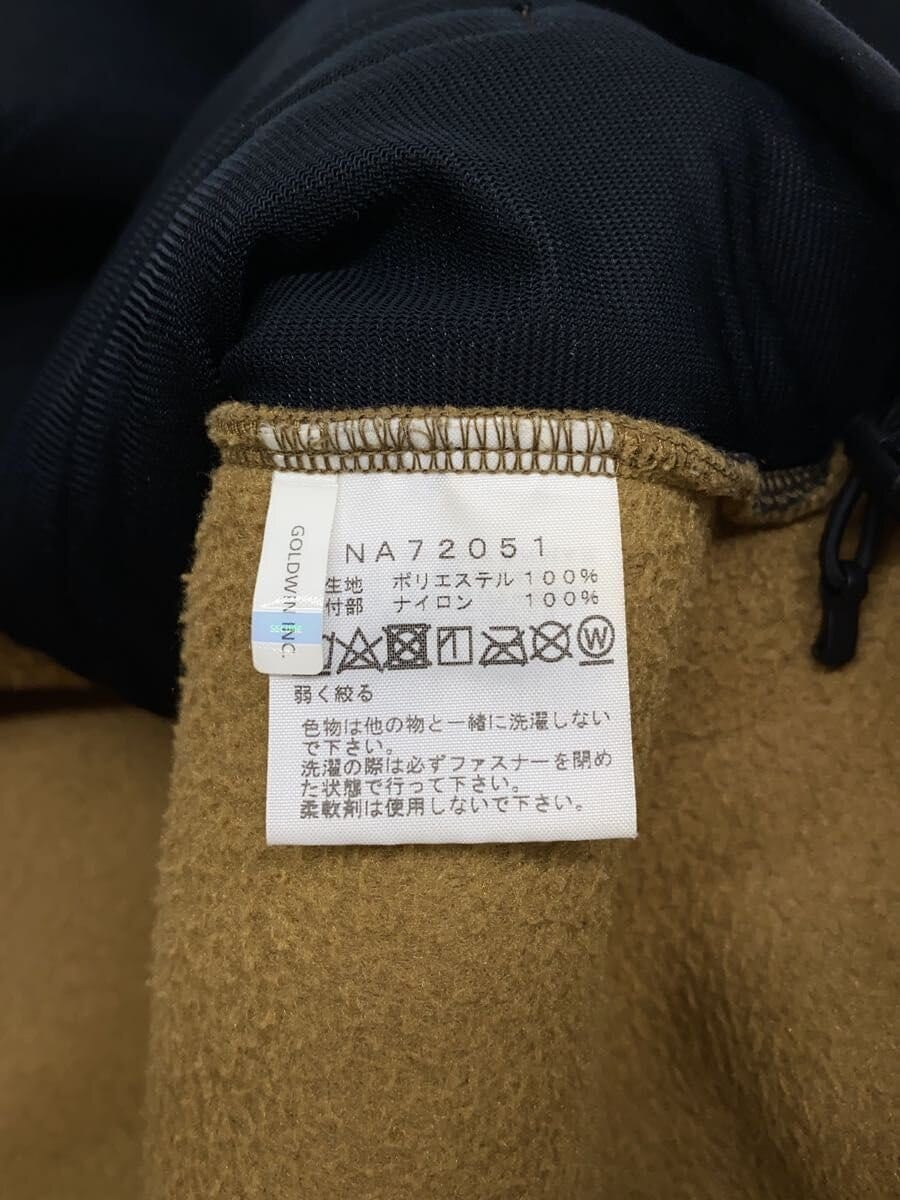 NA72051
生地 ポリエステル 100%
付部 ナイロン 100%
GOLDWIN INC.
SECURE
W
弱く絞る
色物は他の物と一緒に洗濯しない
で下さい。
洗濯の際は必ずファスナーを閉め
た状態で行って下さい。
柔軟剤は使用しないで下さい。